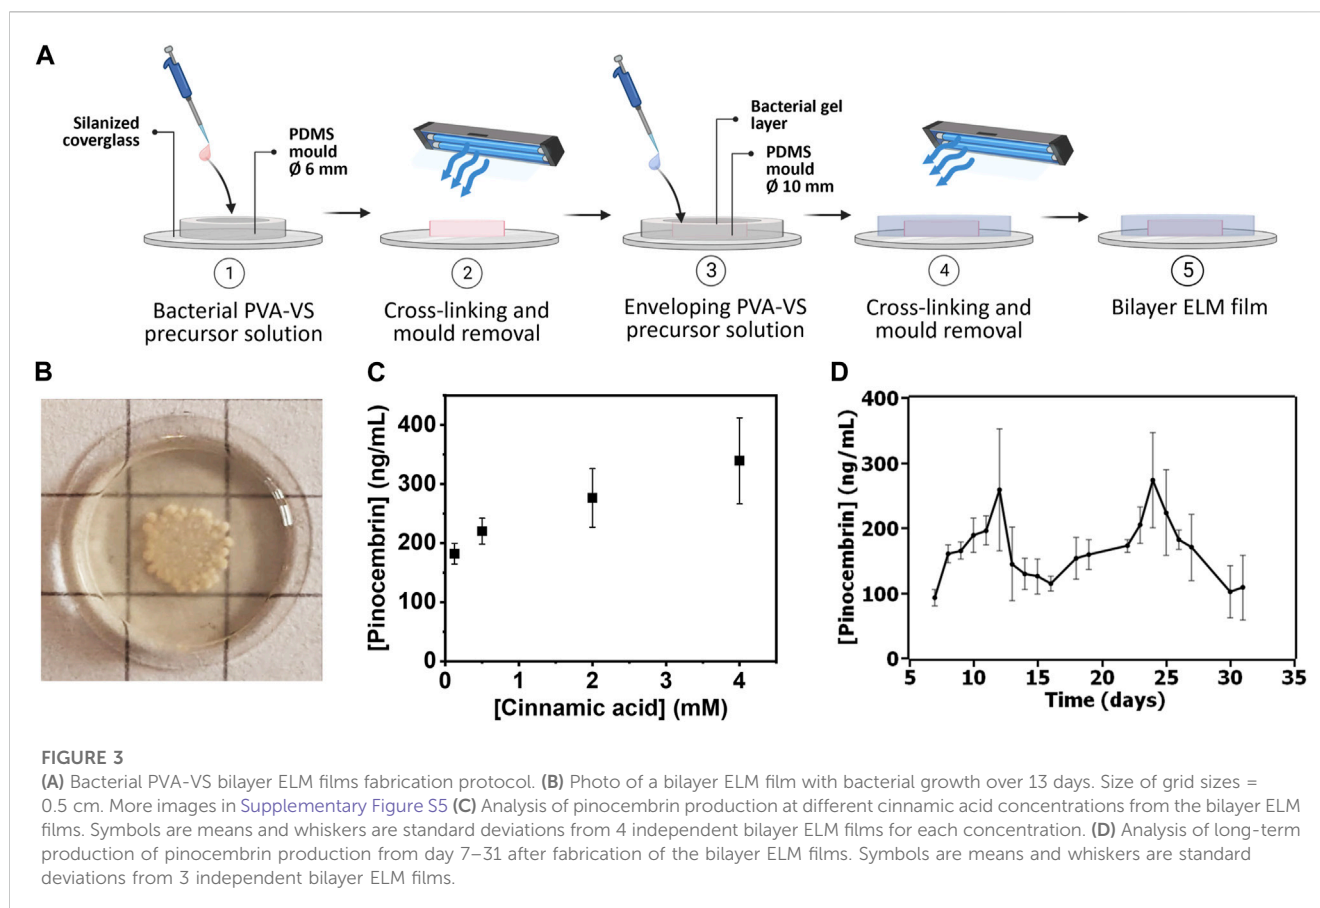 A
Silanized
coverglass
PDMS
mould
Ø 6 mm
Bacterial gel
layer
PDMS
mould
Ø 10 mm
1
2
3
4
5
Bacterial PVA-VS
precursor solution
Cross-linking and
mould removal
Enveloping PVA-VS
precursor solution
Cross-linking and
mould removal
Bilayer ELM film
B
C
[Pinocembrin] (ng/mL)
400
300
200
100
0
0
1
2
3
4
[Cinnamic acid] (mM)
D
[Pinocembrin] (ng/mL)
400
300
200
100
0
5
10
15
20
25
30
35
Time (days)
FIGURE 3
(A) Bacterial PVA-VS bilayer ELM films fabrication protocol. (B) Photo of a bilayer ELM film with bacterial growth over 13 days. Size of grid sizes =
0.5 cm. More images in Supplementary Figure S5 (C) Analysis of pinocembrin production at different cinnamic acid concentrations from the bilayer ELM
films. Symbols are means and whiskers are standard deviations from 4 independent bilayer ELM films for each concentration. (D) Analysis of long-term
production of pinocembrin production from day 7–31 after fabrication of the bilayer ELM films. Symbols are means and whiskers are standard
deviations from 3 independent bilayer ELM films.